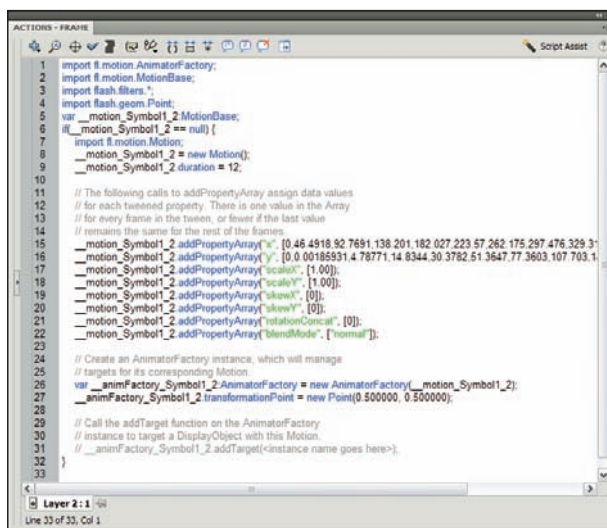 ACTIONS - FRAME
Script Assist
1 import fl.motion.AnimatorFactory;
2 import fl.motion.MotionBase;
3 import flash.filters.*;
4 import flash.geom.Point;
5 var __motion_Symbol1_2:MotionBase;
6 if(__motion_Symbol1_2 == null) {
7 import fl.motion.Motion;
8 __motion_Symbol1_2 = new Motion();
9 __motion_Symbol1_2.duration = 12;
10
11 // The following calls to addPropertyArray assign data values
12 // for each tweened property. There is one value in the Array
13 // for every frame in the tween, or fewer if the last value
14 // remains the same for the rest of the frames.
15 __motion_Symbol1_2.addPropertyArray("x", [0,46.4918,92.7691,138.201,182.027,223.57,262.175,297.476,329.3
16 __motion_Symbol1_2.addPropertyArray("y", [0,0.00185931,4.78771,14.8344,30.3782,51.3647,77.3603,107.703,1
17 __motion_Symbol1_2.addPropertyArray("scaleX", [1.00]);
18 __motion_Symbol1_2.addPropertyArray("scaleY", [1.00]);
19 __motion_Symbol1_2.addPropertyArray("skewX", [0]);
20 __motion_Symbol1_2.addPropertyArray("skewY", [0]);
21 __motion_Symbol1_2.addPropertyArray("rotationConcat", [0]);
22 __motion_Symbol1_2.addPropertyArray("blendMode", ["normal"]);
23
24 // Create an AnimatorFactory instance, which will manage
25 // targets for its corresponding Motion.
26 var __animFactory_Symbol1_2:AnimatorFactory = new AnimatorFactory(__motion_Symbol1_2);
27 __animFactory_Symbol1_2.transformationPoint = new Point(0.500000, 0.500000);
28
29 // Call the addTarget function on the AnimatorFactory
30 // instance to target a DisplayObject with this Motion.
31 // __animFactory_Symbol1_2.addTarget(<instance name goes here>);
32 }
33
Layer 2 : 1
Line 33 of 33, Col 1